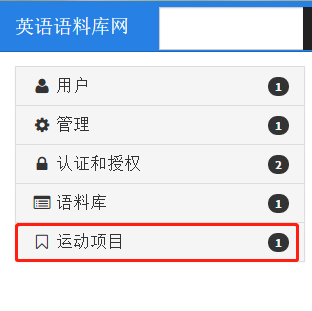 英语语料库网
用户 1
管理 1
认证和授权 2
语料库 1
运动项目 1